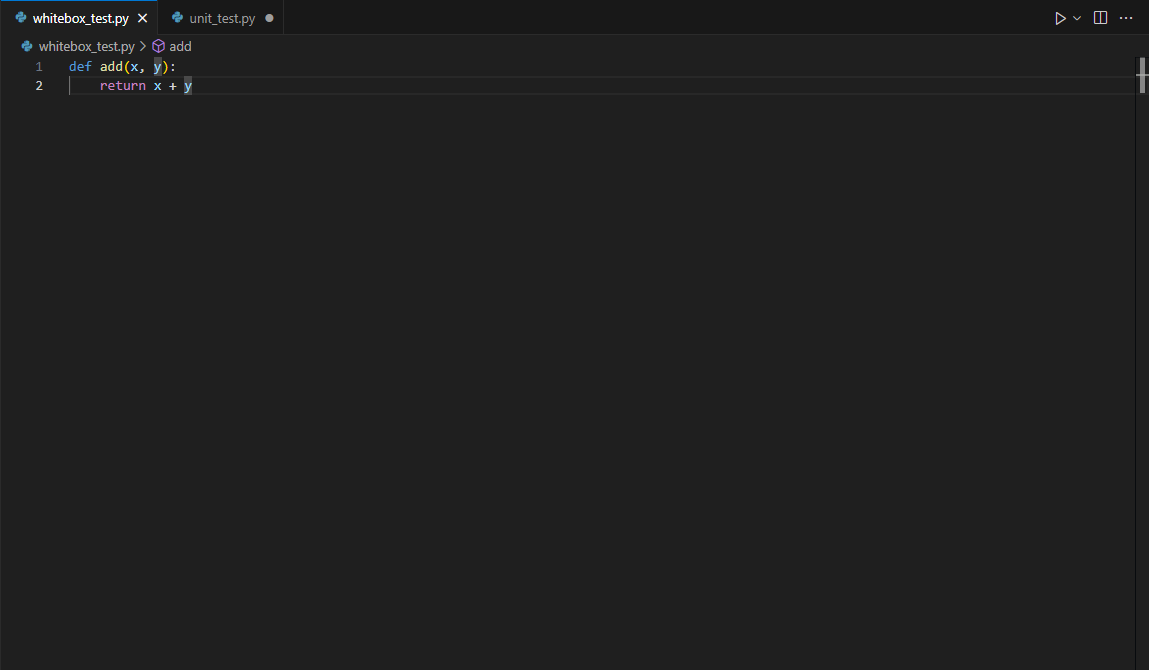 whitebox_test.py unit_test.py
whitebox_test.py > add
1 def add(x, y):
2 return x + y